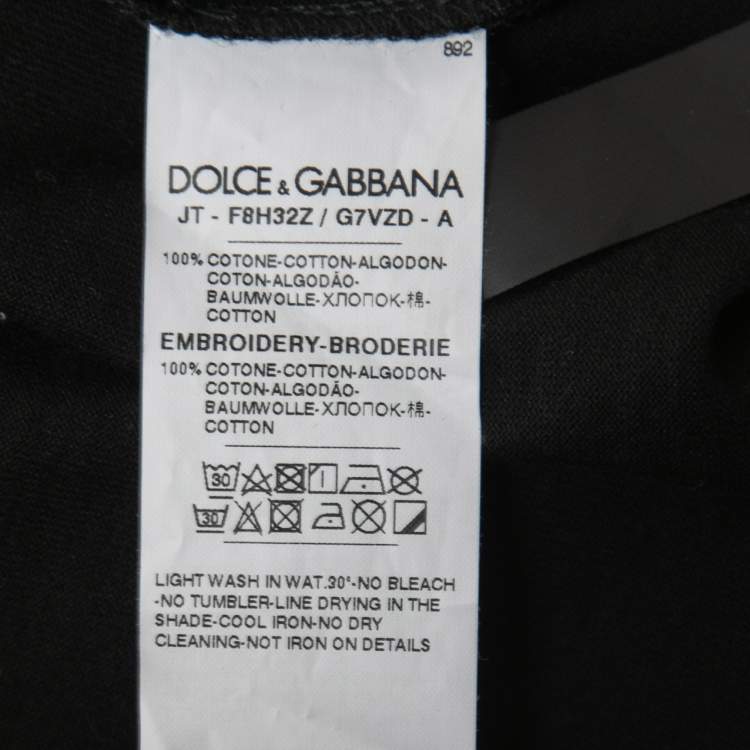 892
DOLCE & GABBANA
JT - F8H32Z / G7VZD - A
100% COTONE-COTTON-ALGODON-
COTON-ALGODÃO-
BAUMWOLLE-ХЛОПОК-棉-
COTTON
EMBROIDERY-BRODERIE
100% COTONE-COTTON-ALGODON-
COTON-ALGODÃO-
BAUMWOLLE-ХЛОПОК-棉-
COTTON
30
30
LIGHT WASH IN WAT.30°-NO BLEACH
-NO TUMBLER-LINE DRYING IN THE
SHADE-COOL IRON-NO DRY
CLEANING-NOT IRON ON DETAILS